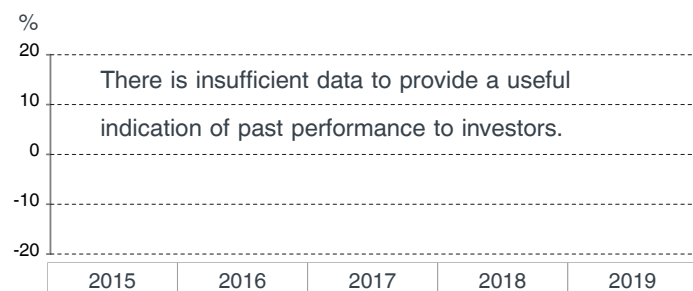 %
20
There is insufficient data to provide a useful
10
indication of past performance to investors.
0
-10
-20
2015 2016 2017 2018 2019